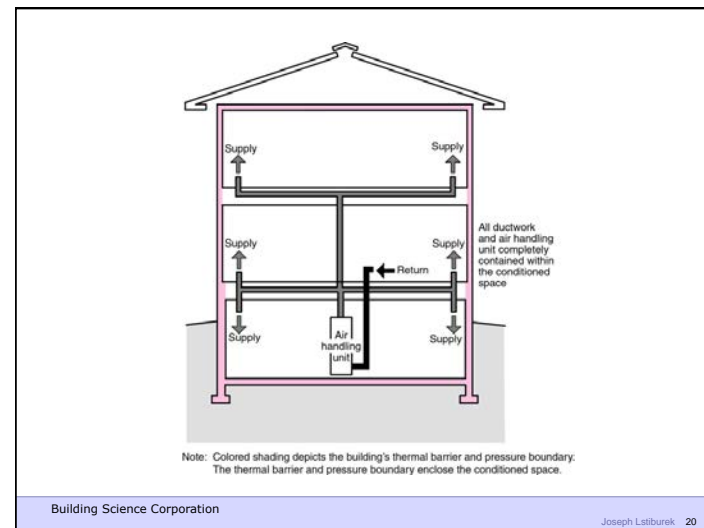 Supply
Supply
Supply
Supply
Return
All ductwork
and air handling
unit completely
contained within
the conditioned
space
Supply
Air
handling
unit
Supply
Note: Colored shading depicts the building's thermal barrier and pressure boundary.
The thermal barrier and pressure boundary enclose the conditioned space.
Building Science Corporation
Joseph Lstiburek 20